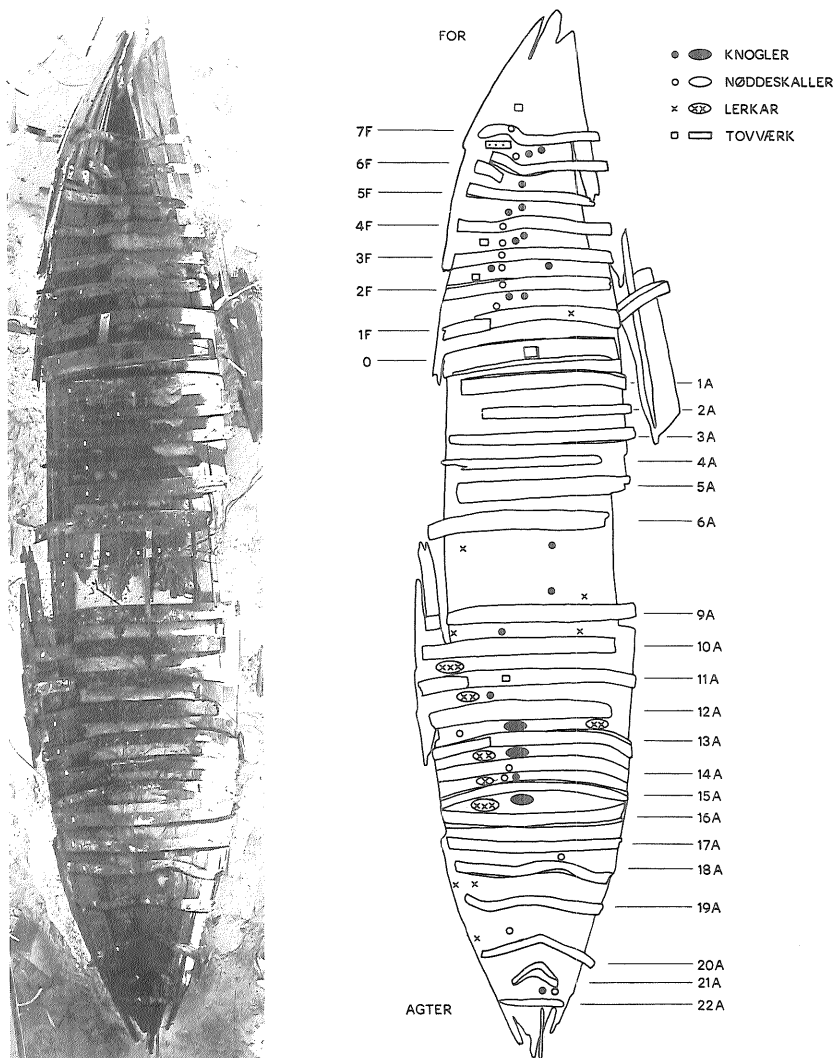 FOR
KNOGLER
NØDDESKALLER
LERKAR
TOVVÆRK
7F
6F
5F
4F
3F
2F
1F
0
1A
2A
3A
4A
5A
6A
9A
10A
11A
12A
13A
14A
15A
16A
17A
18A
19A
20A
21A
22A
AGTER